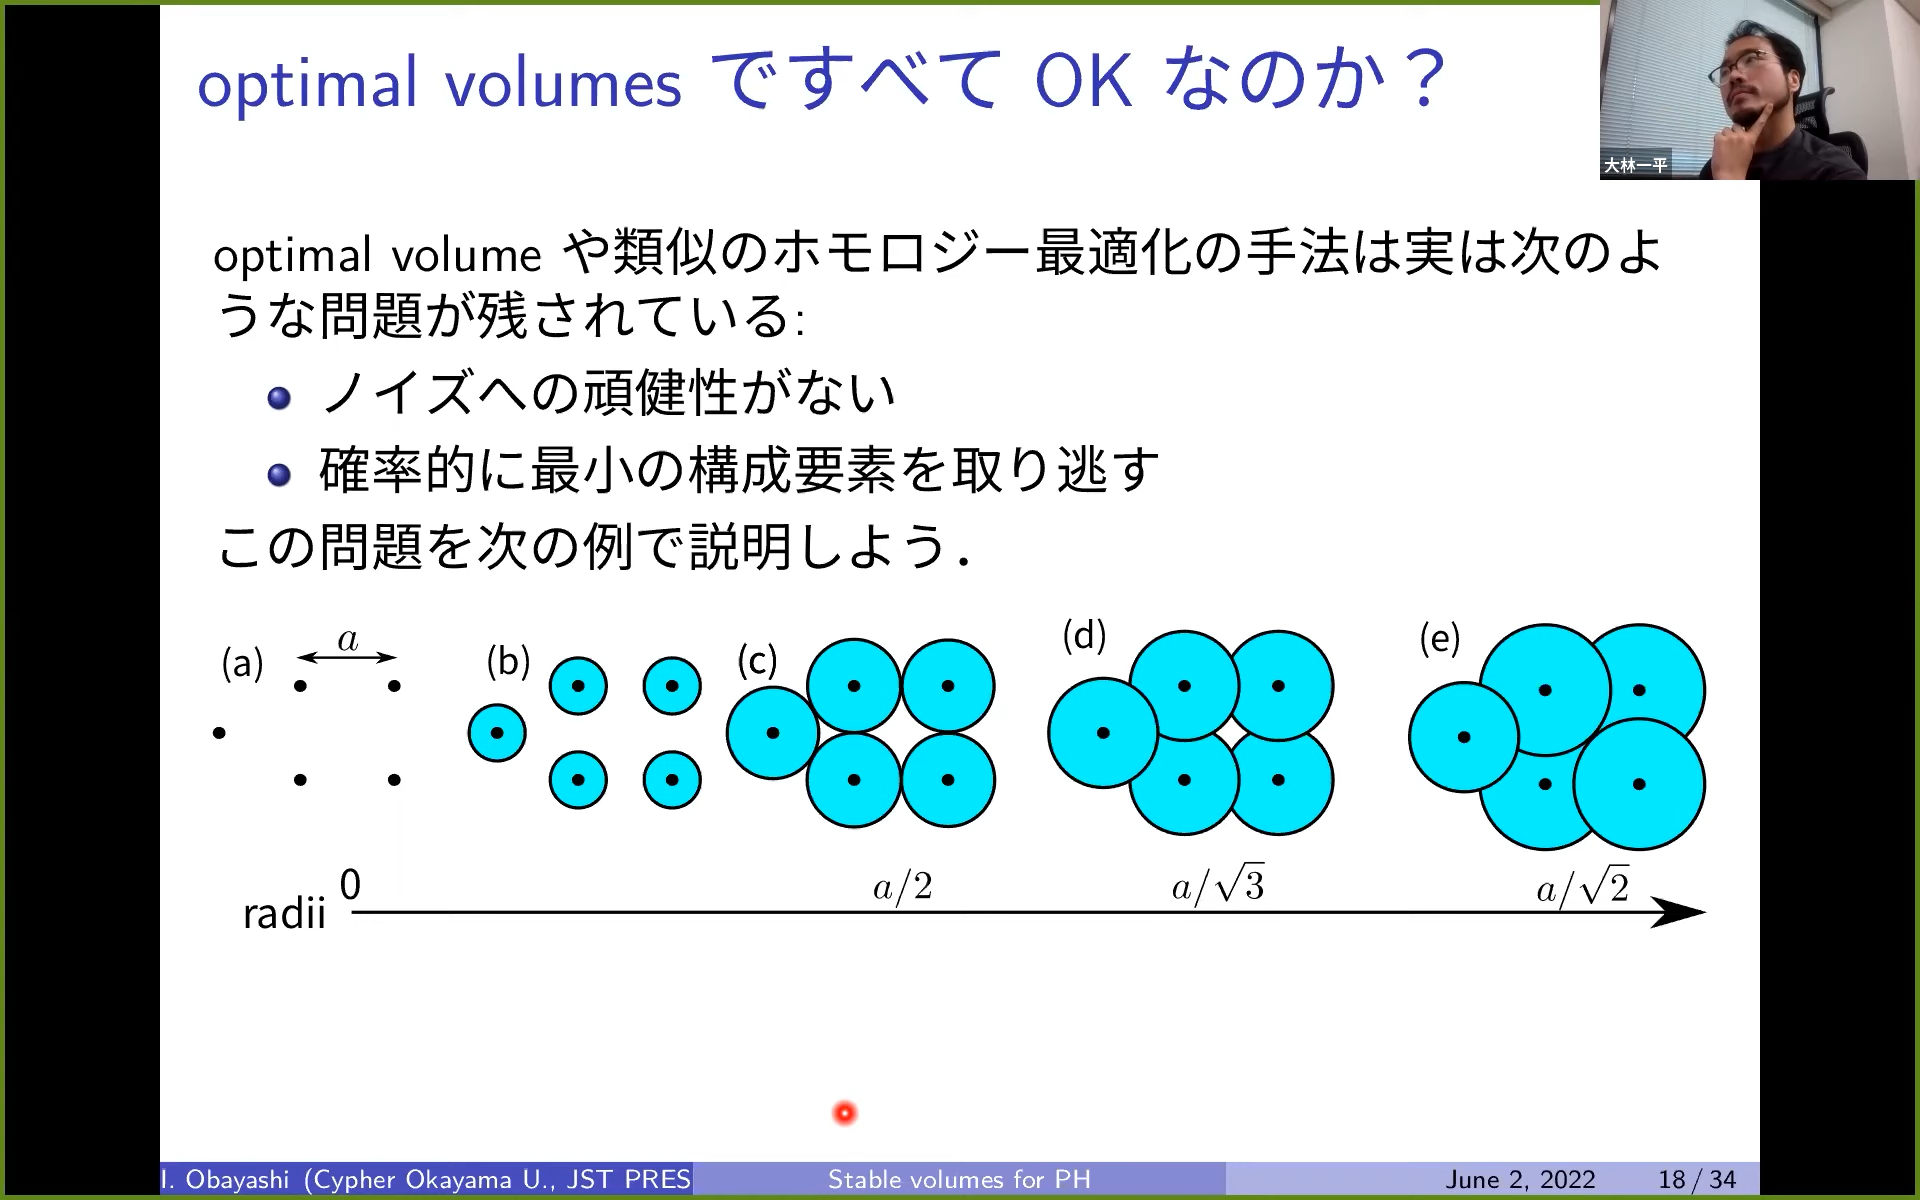 optimal volumes ですべて OK なのか？
大林一平
optimal volume や類似のホモロジー最適化の手法は実は次のよ
うな問題が残されている:
ノイズへの頑健性がない
確率的に最小の構成要素を取り逃す
この問題を次の例で説明しよう．
(a) a (b) (c) (d) (e)
radii 0 a/2 a/√3 a/√2
I. Obayashi (Cypher Okayama U., JST PRES Stable volumes for PH June 2, 2022 18 / 34